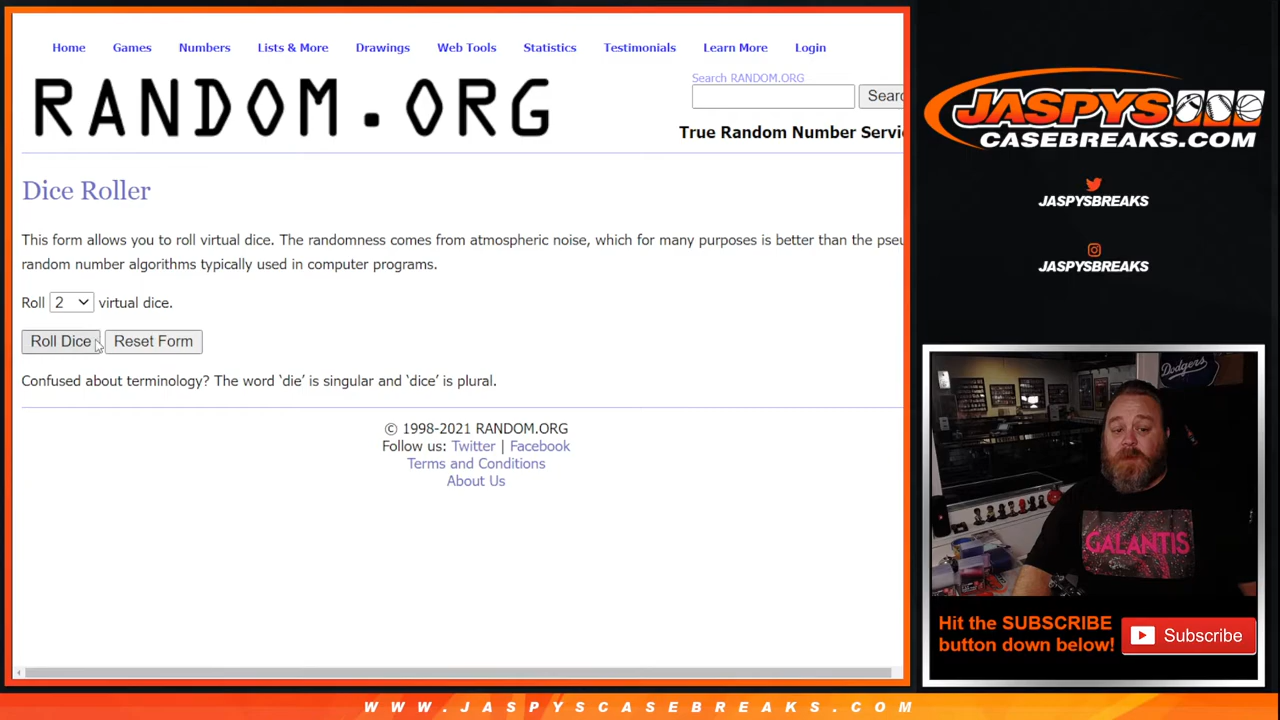 Home Games Numbers Lists & More Drawings Web Tools Statistics Testimonials Learn More Login
RANDOM.ORG
Search RANDOM.ORG
Searc
True Random Number Servi
Dice Roller
This form allows you to roll virtual dice. The randomness comes from atmospheric noise, which for many purposes is better than the pseu
random number algorithms typically used in computer programs.
Roll 2 virtual dice.
Roll Dice Reset Form
Confused about terminology? The word ‘die’ is singular and ‘dice’ is plural.
© 1998-2021 RANDOM.ORG
Follow us: Twitter | Facebook
Terms and Conditions
About Us
JASPYS
CASEBREAKS.COM
JASPYSBREAKS
JASPYSBREAKS
Dodgers
GALANTIS
Hit the SUBSCRIBE
button down below!
Subscribe
WWW.JASPYSCASEBREAKS.COM